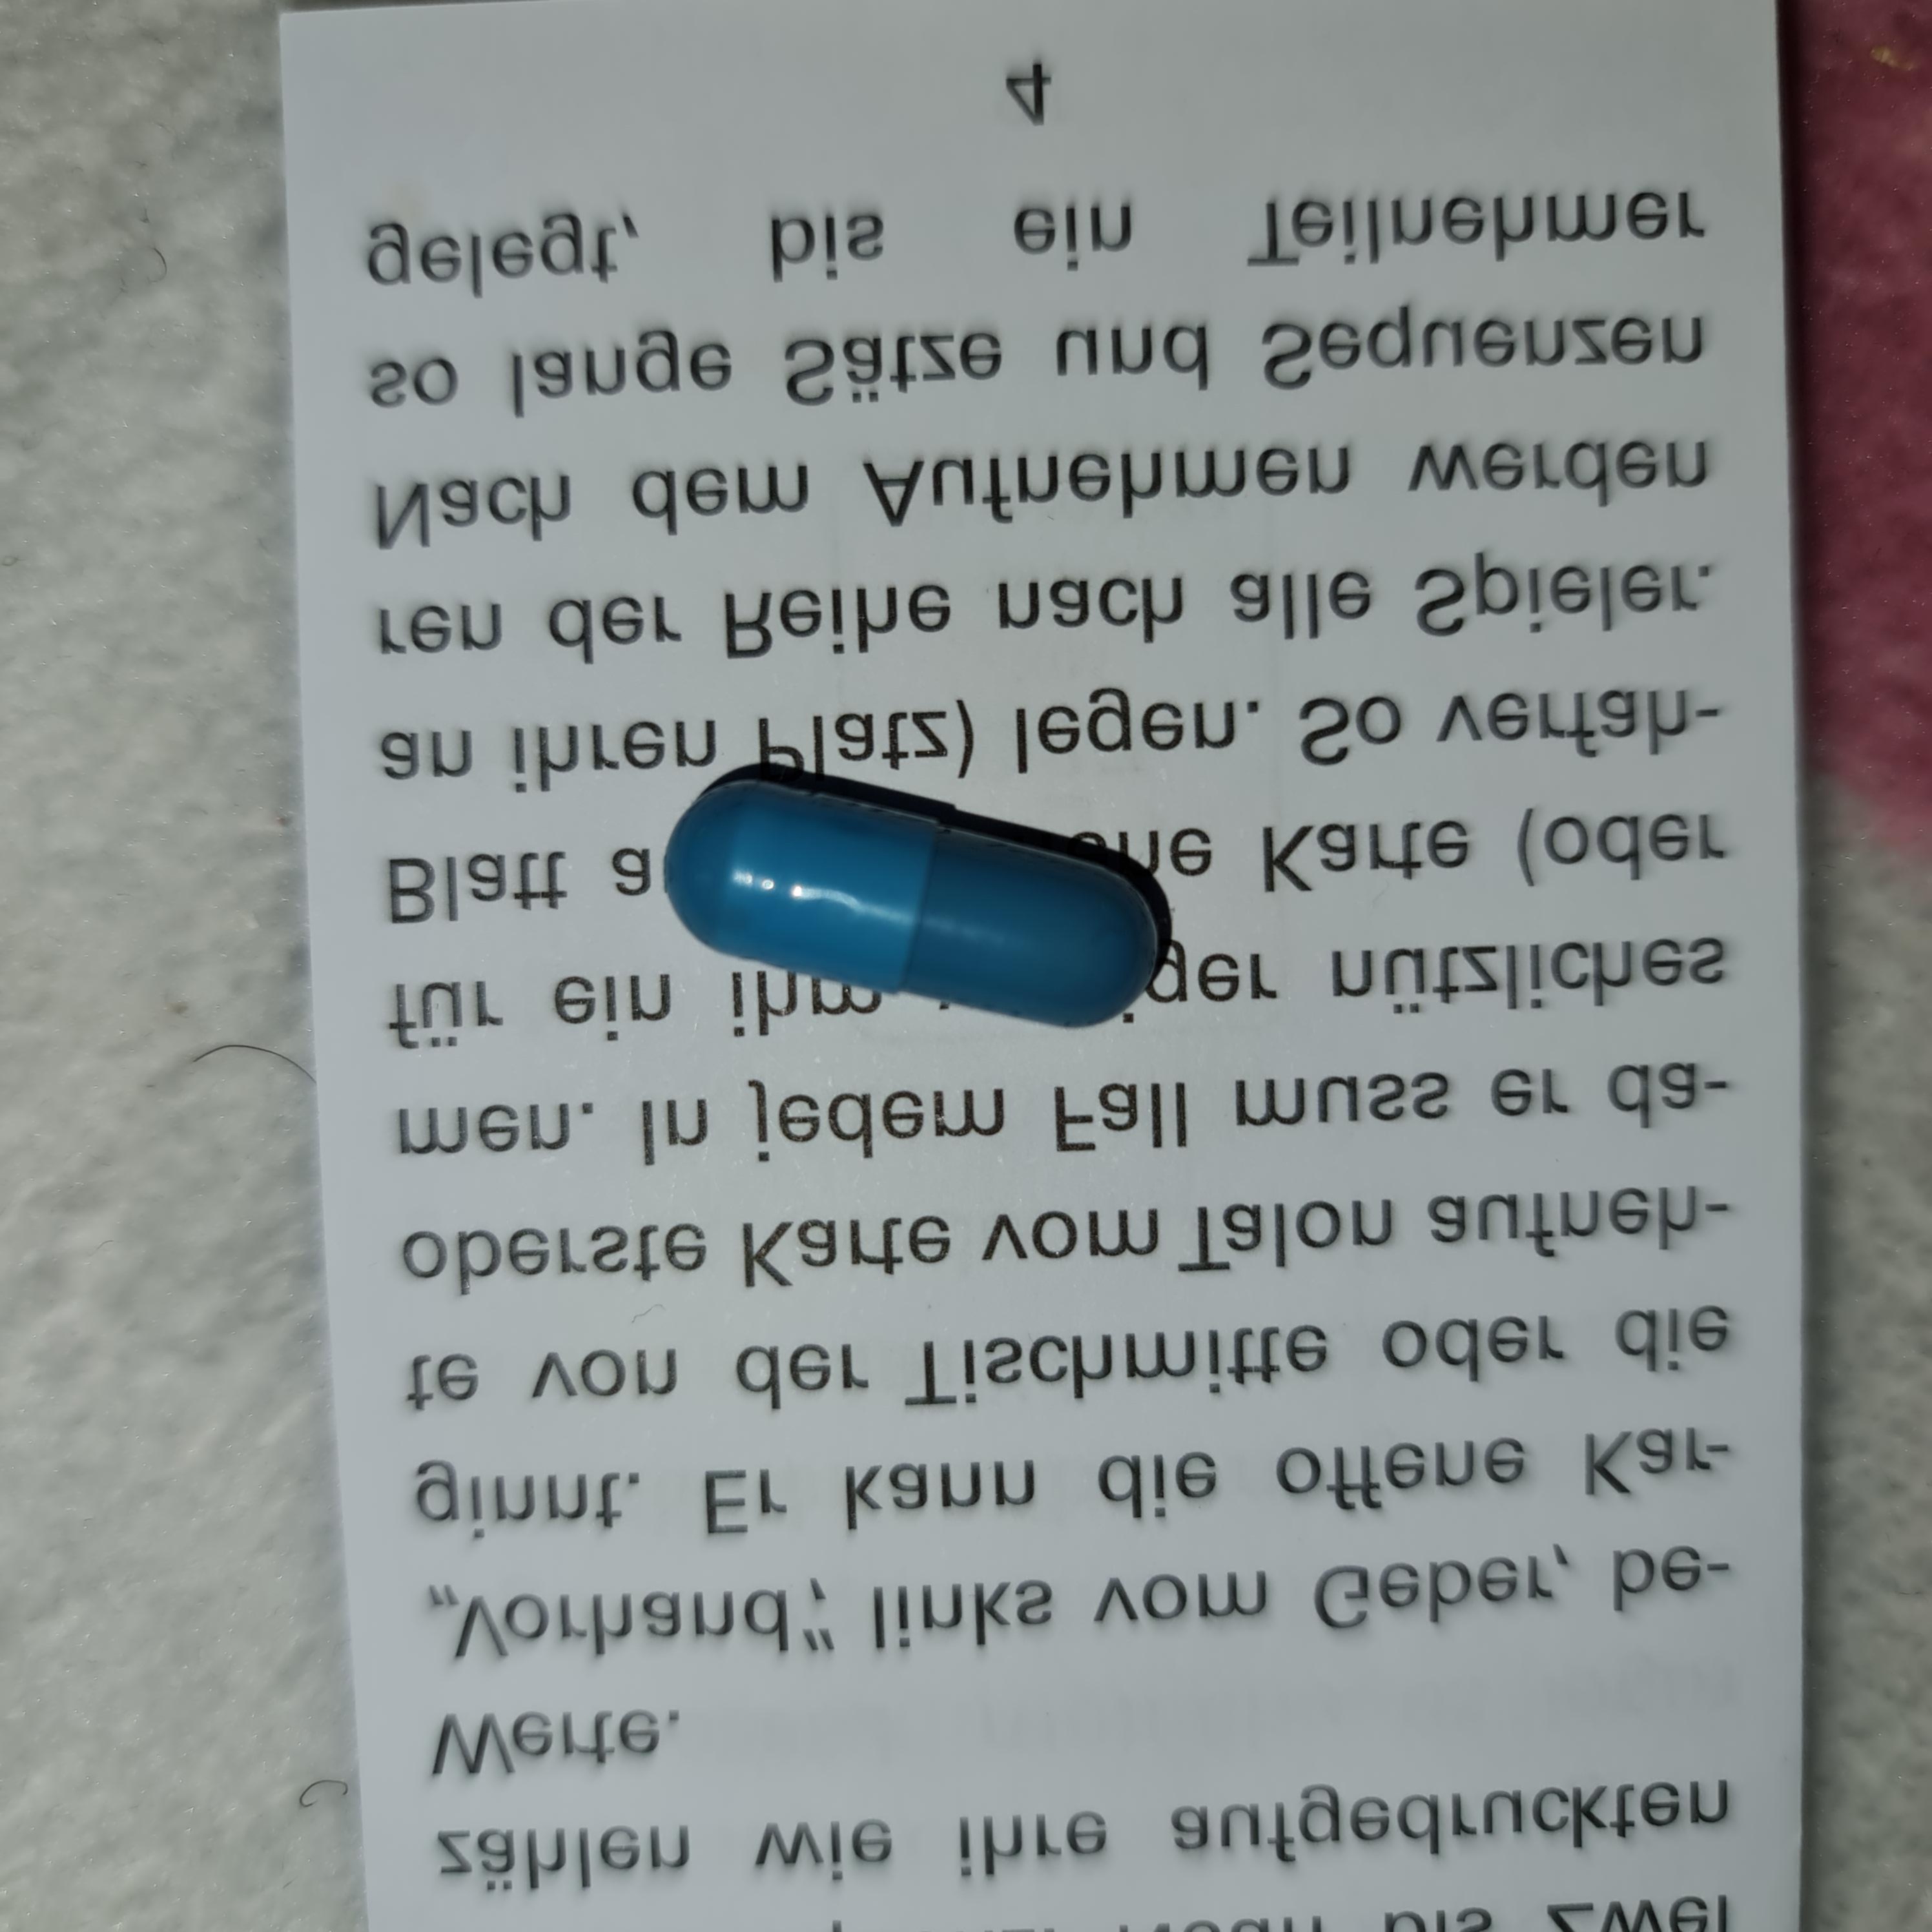 Neun bis Zwei
zählen wie ihre aufgedruckten
Werte.
„Vorhand“, links vom Geber, be-
ginnt. Er kann die offene Kar-
te von der Tischmitte oder die
oberste Karte vom Talon aufneh-
men. In jedem Fall muss er da-
für ein ihm nützliches
Blatt Karte (oder
an ihren Platz) legen. So verfah-
ren der Reihe nach alle Spieler.
Nach dem Aufnehmen werden
so lange Sätze und Sequenzen
gelegt, bis ein Teilnehmer
4